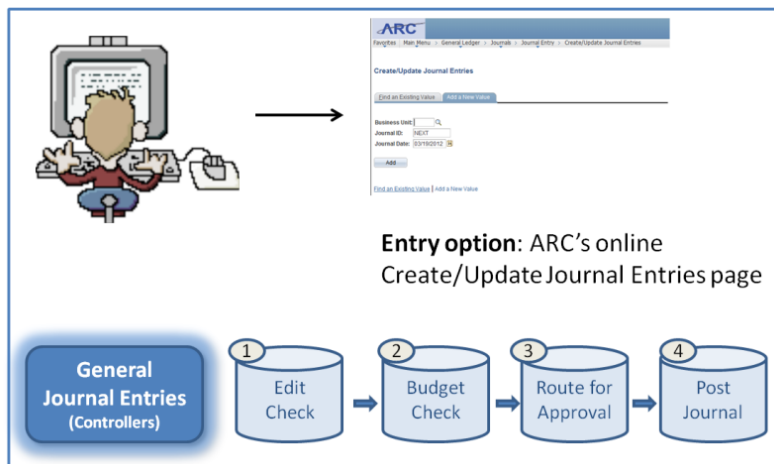 ARC
Favorites Main Menu > General Ledger > Journals > Journal Entry > Create/Update Journal Entries
Create/Update Journal Entries
Find an Existing Value Add a New Value
Business Unit:
Journal ID: NEXT
Journal Date: 03/19/2012
Add
Find an Existing Value | Add a New Value
Entry option: ARC’s online
Create/Update Journal Entries page
General
Journal Entries
(Controllers)
1
Edit
Check
2
Budget
Check
3
Route for
Approval
4
Post
Journal